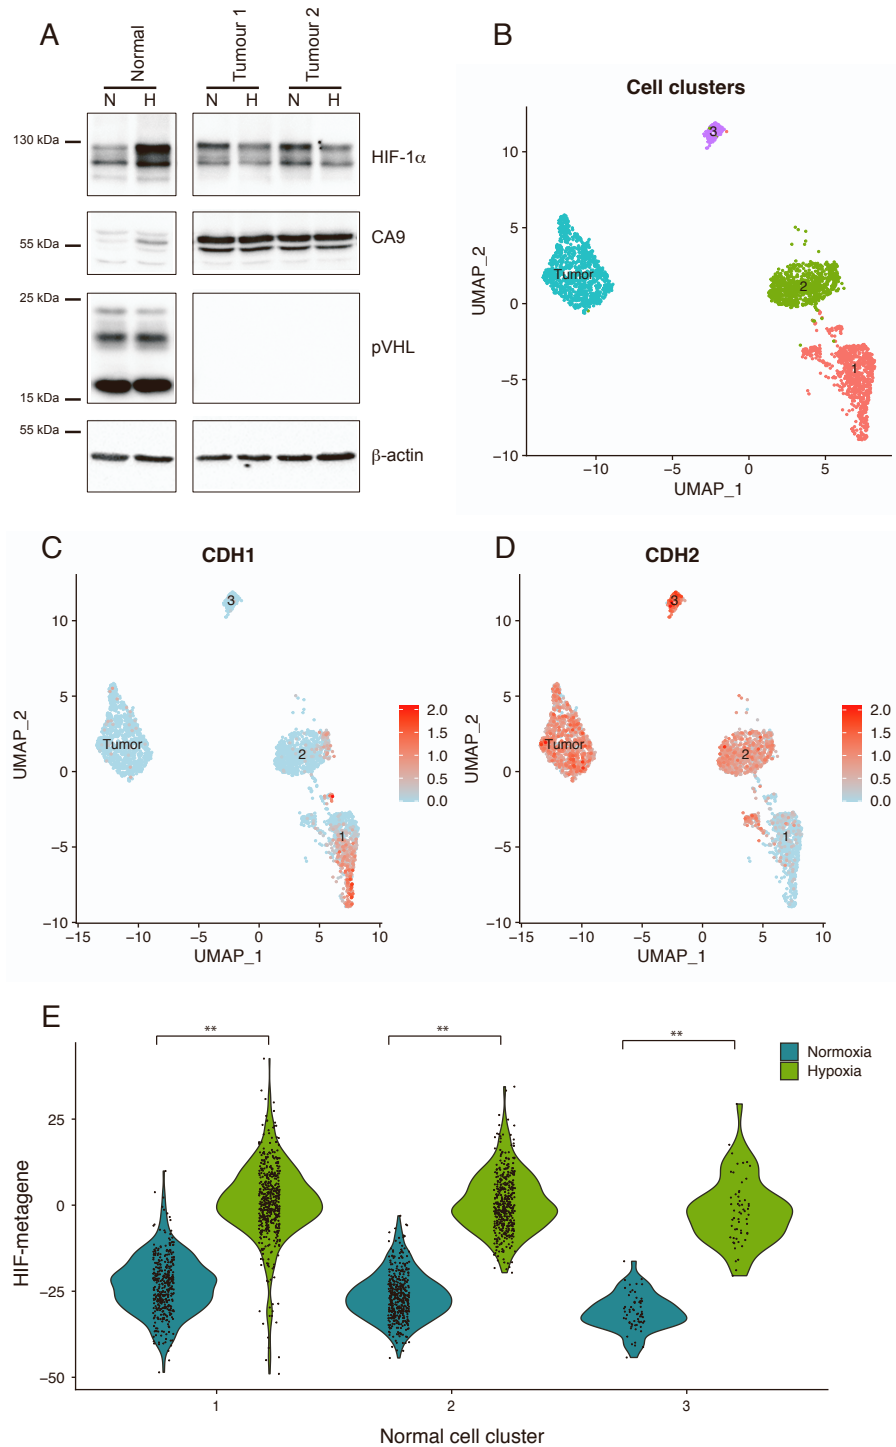 A
Normal
Tumour 1
Tumour 2
N H N H N H
130 kDa
HIF-1α
55 kDa
CA9
25 kDa
pVHL
15 kDa
55 kDa
β-actin
B
Cell clusters
UMAP_2
10
5
0
−5
−10
3
Tumor
2
1
−10 −5 0 5
UMAP_1
C
CDH1
UMAP_2
10
5
0
−5
−10
3
Tumor
2
1
2.0
1.5
1.0
0.5
0.0
−15 −10 −5 0 5 10
UMAP_1
D
CDH2
UMAP_2
10
5
0
−5
−10
3
Tumor
2
1
2.0
1.5
1.0
0.5
0.0
−15 −10 −5 0 5 10
UMAP_1
E
** ** **
Normoxia
Hypoxia
HIF-metagene
25
0
−25
−50
1 2 3
Normal cell cluster